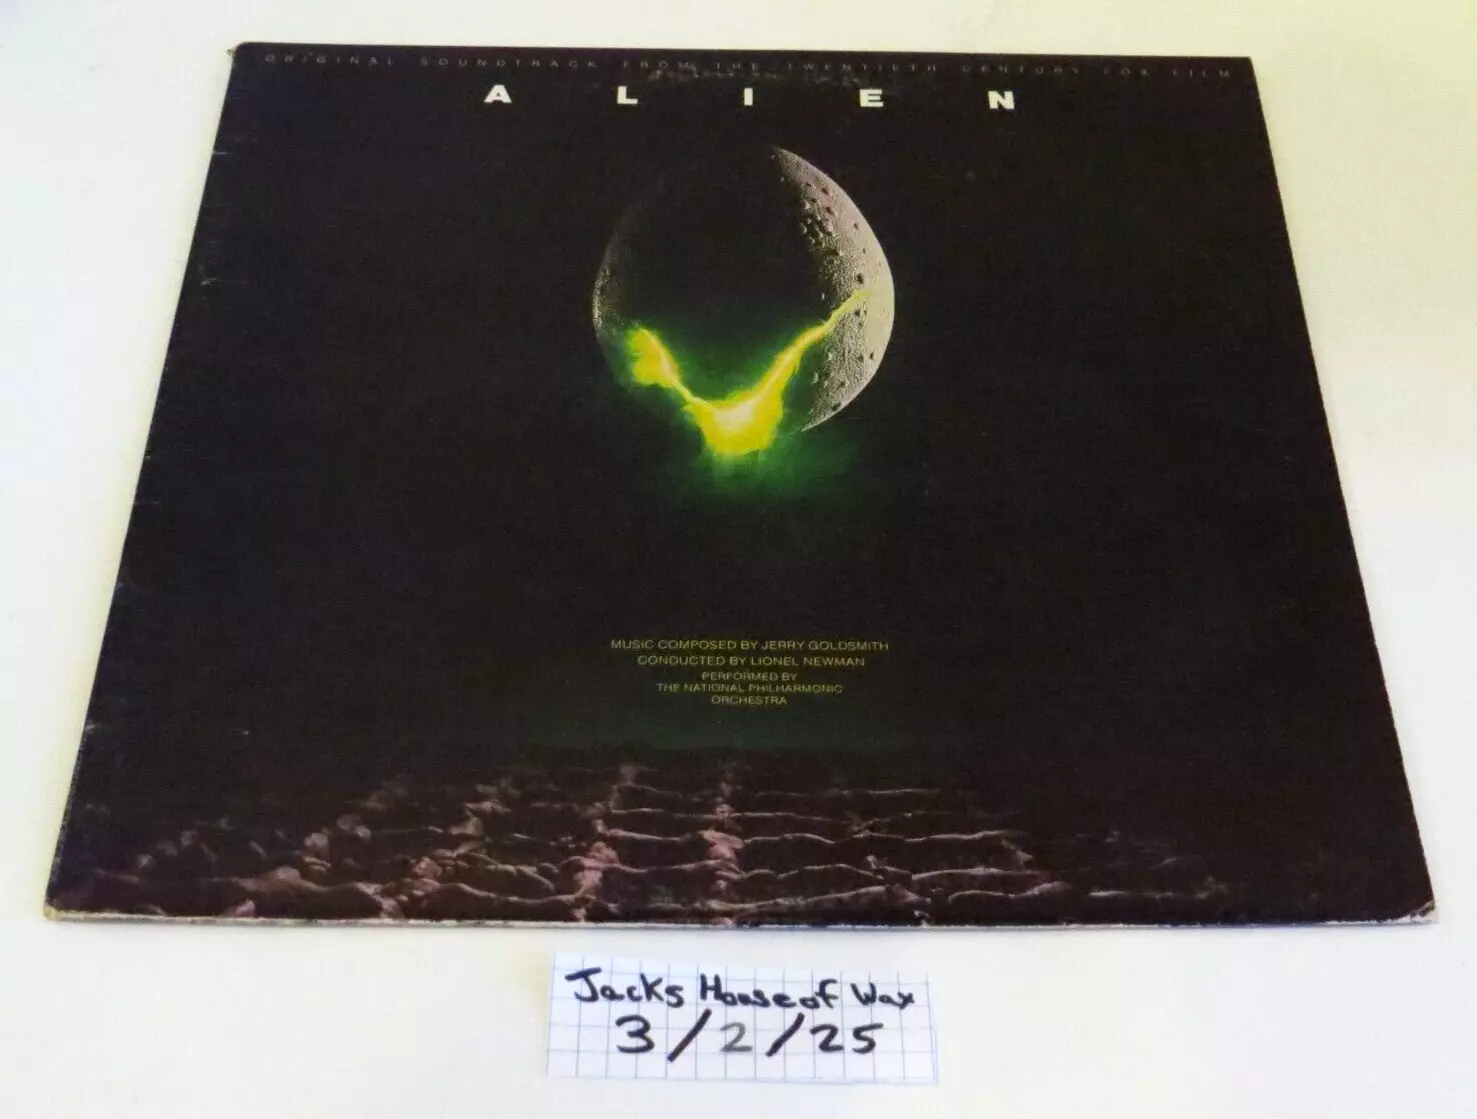 ORIGINAL SOUNDTRACK FROM THE TWENTIETH CENTURY FOX FILM
ALIEN
MUSIC COMPOSED BY JERRY GOLDSMITH
CONDUCTED BY LIONEL NEWMAN
PERFORMED BY
THE NATIONAL PHILHARMONIC
ORCHESTRA
Jacks House of Wax
3/2/25